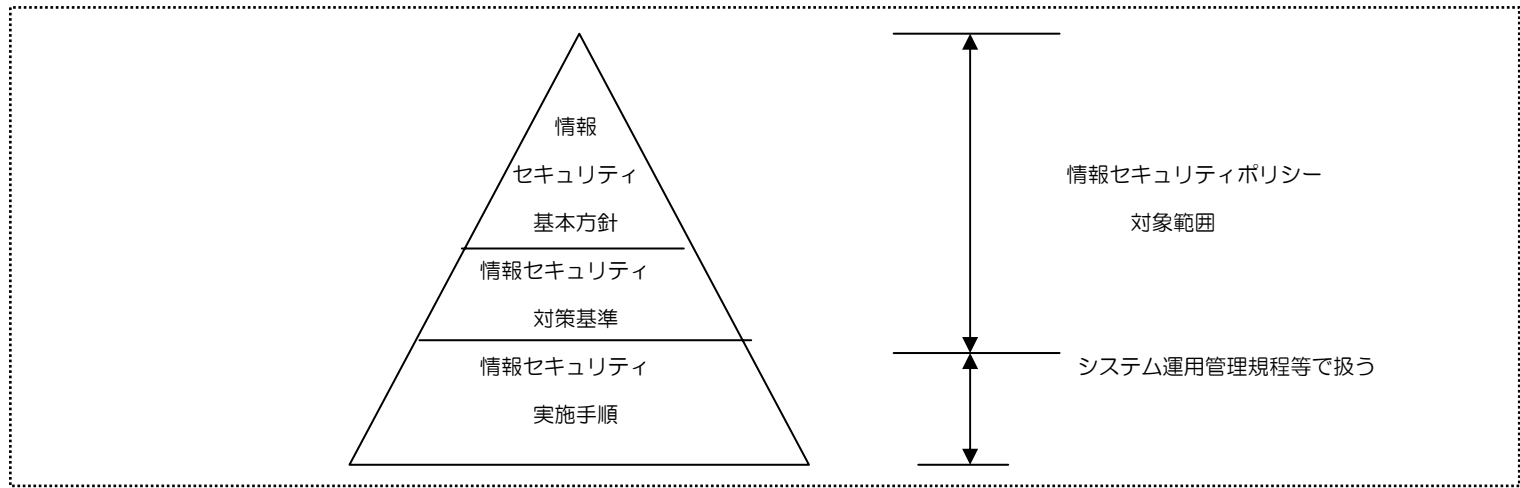 情報
セキュリティ
基本方針
情報セキュリティ
対策基準
情報セキュリティ
実施手順
情報セキュリティポリシー
対象範囲
システム運用管理規程等で扱う